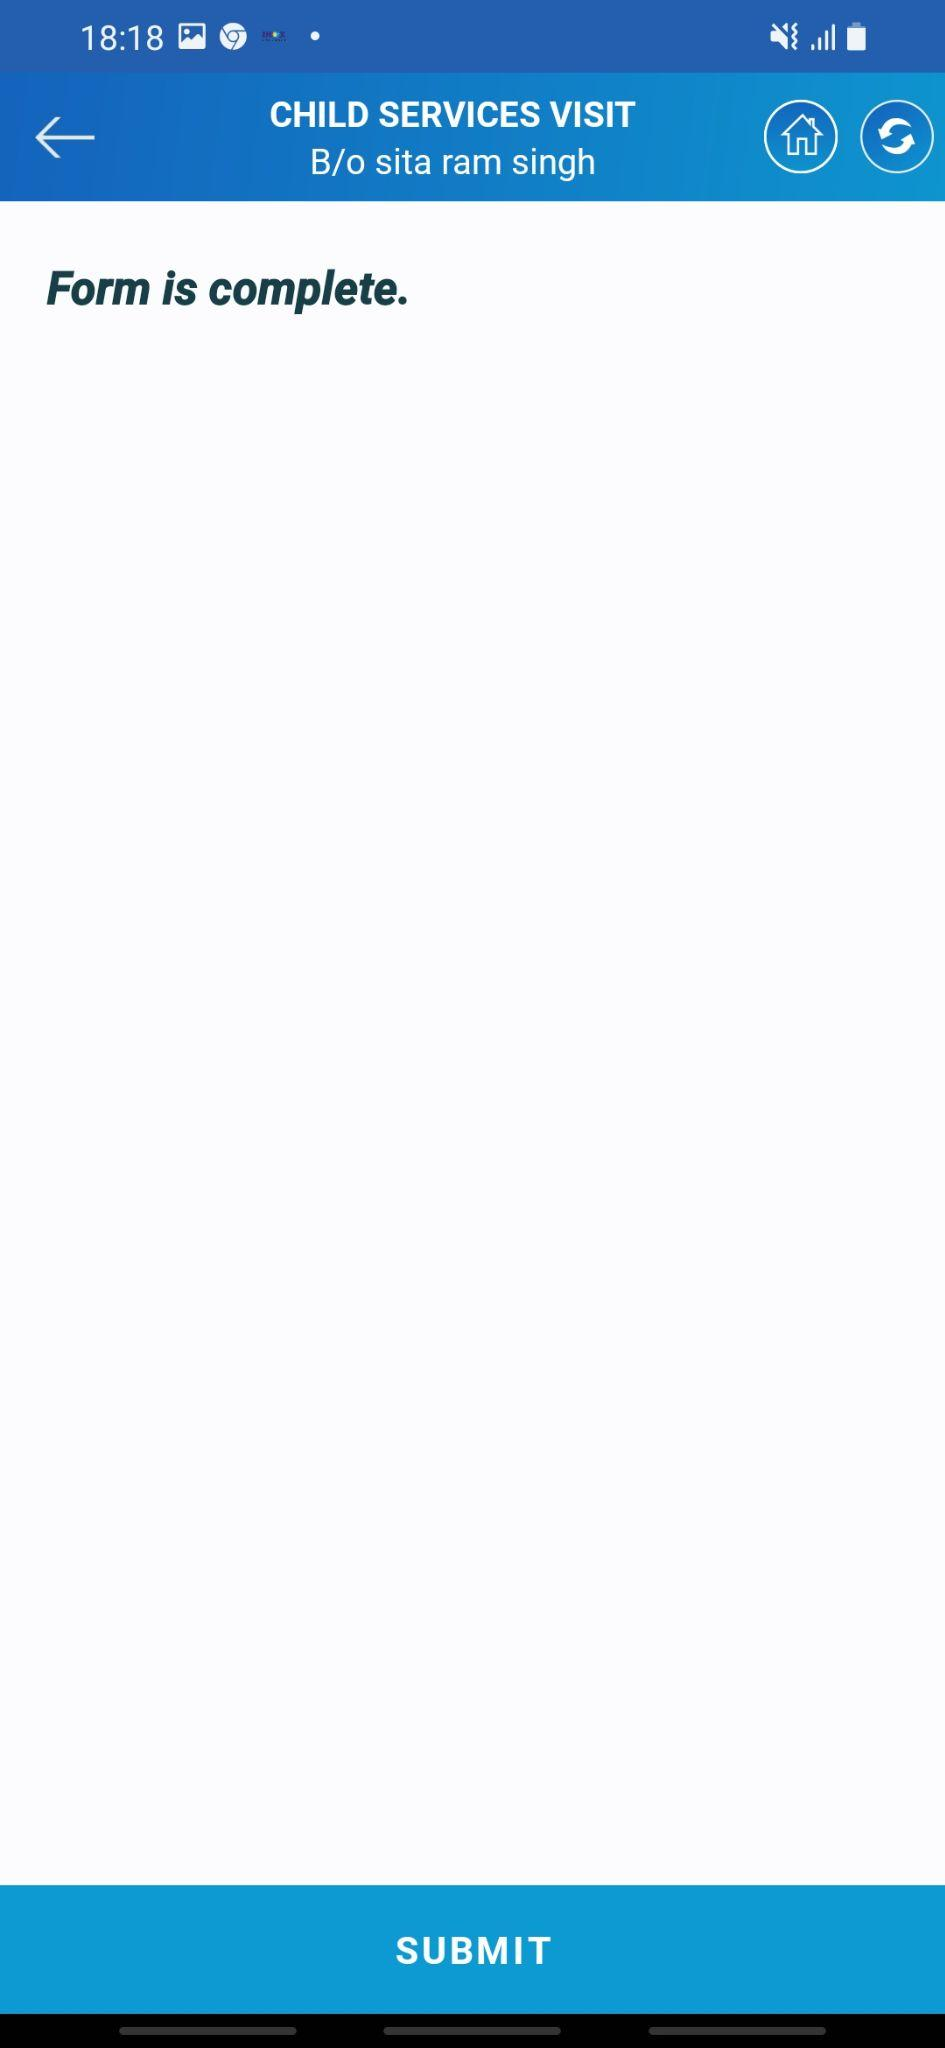 18:18
CHILD SERVICES VISIT
B/o sita ram singh
Form is complete.
SUBMIT